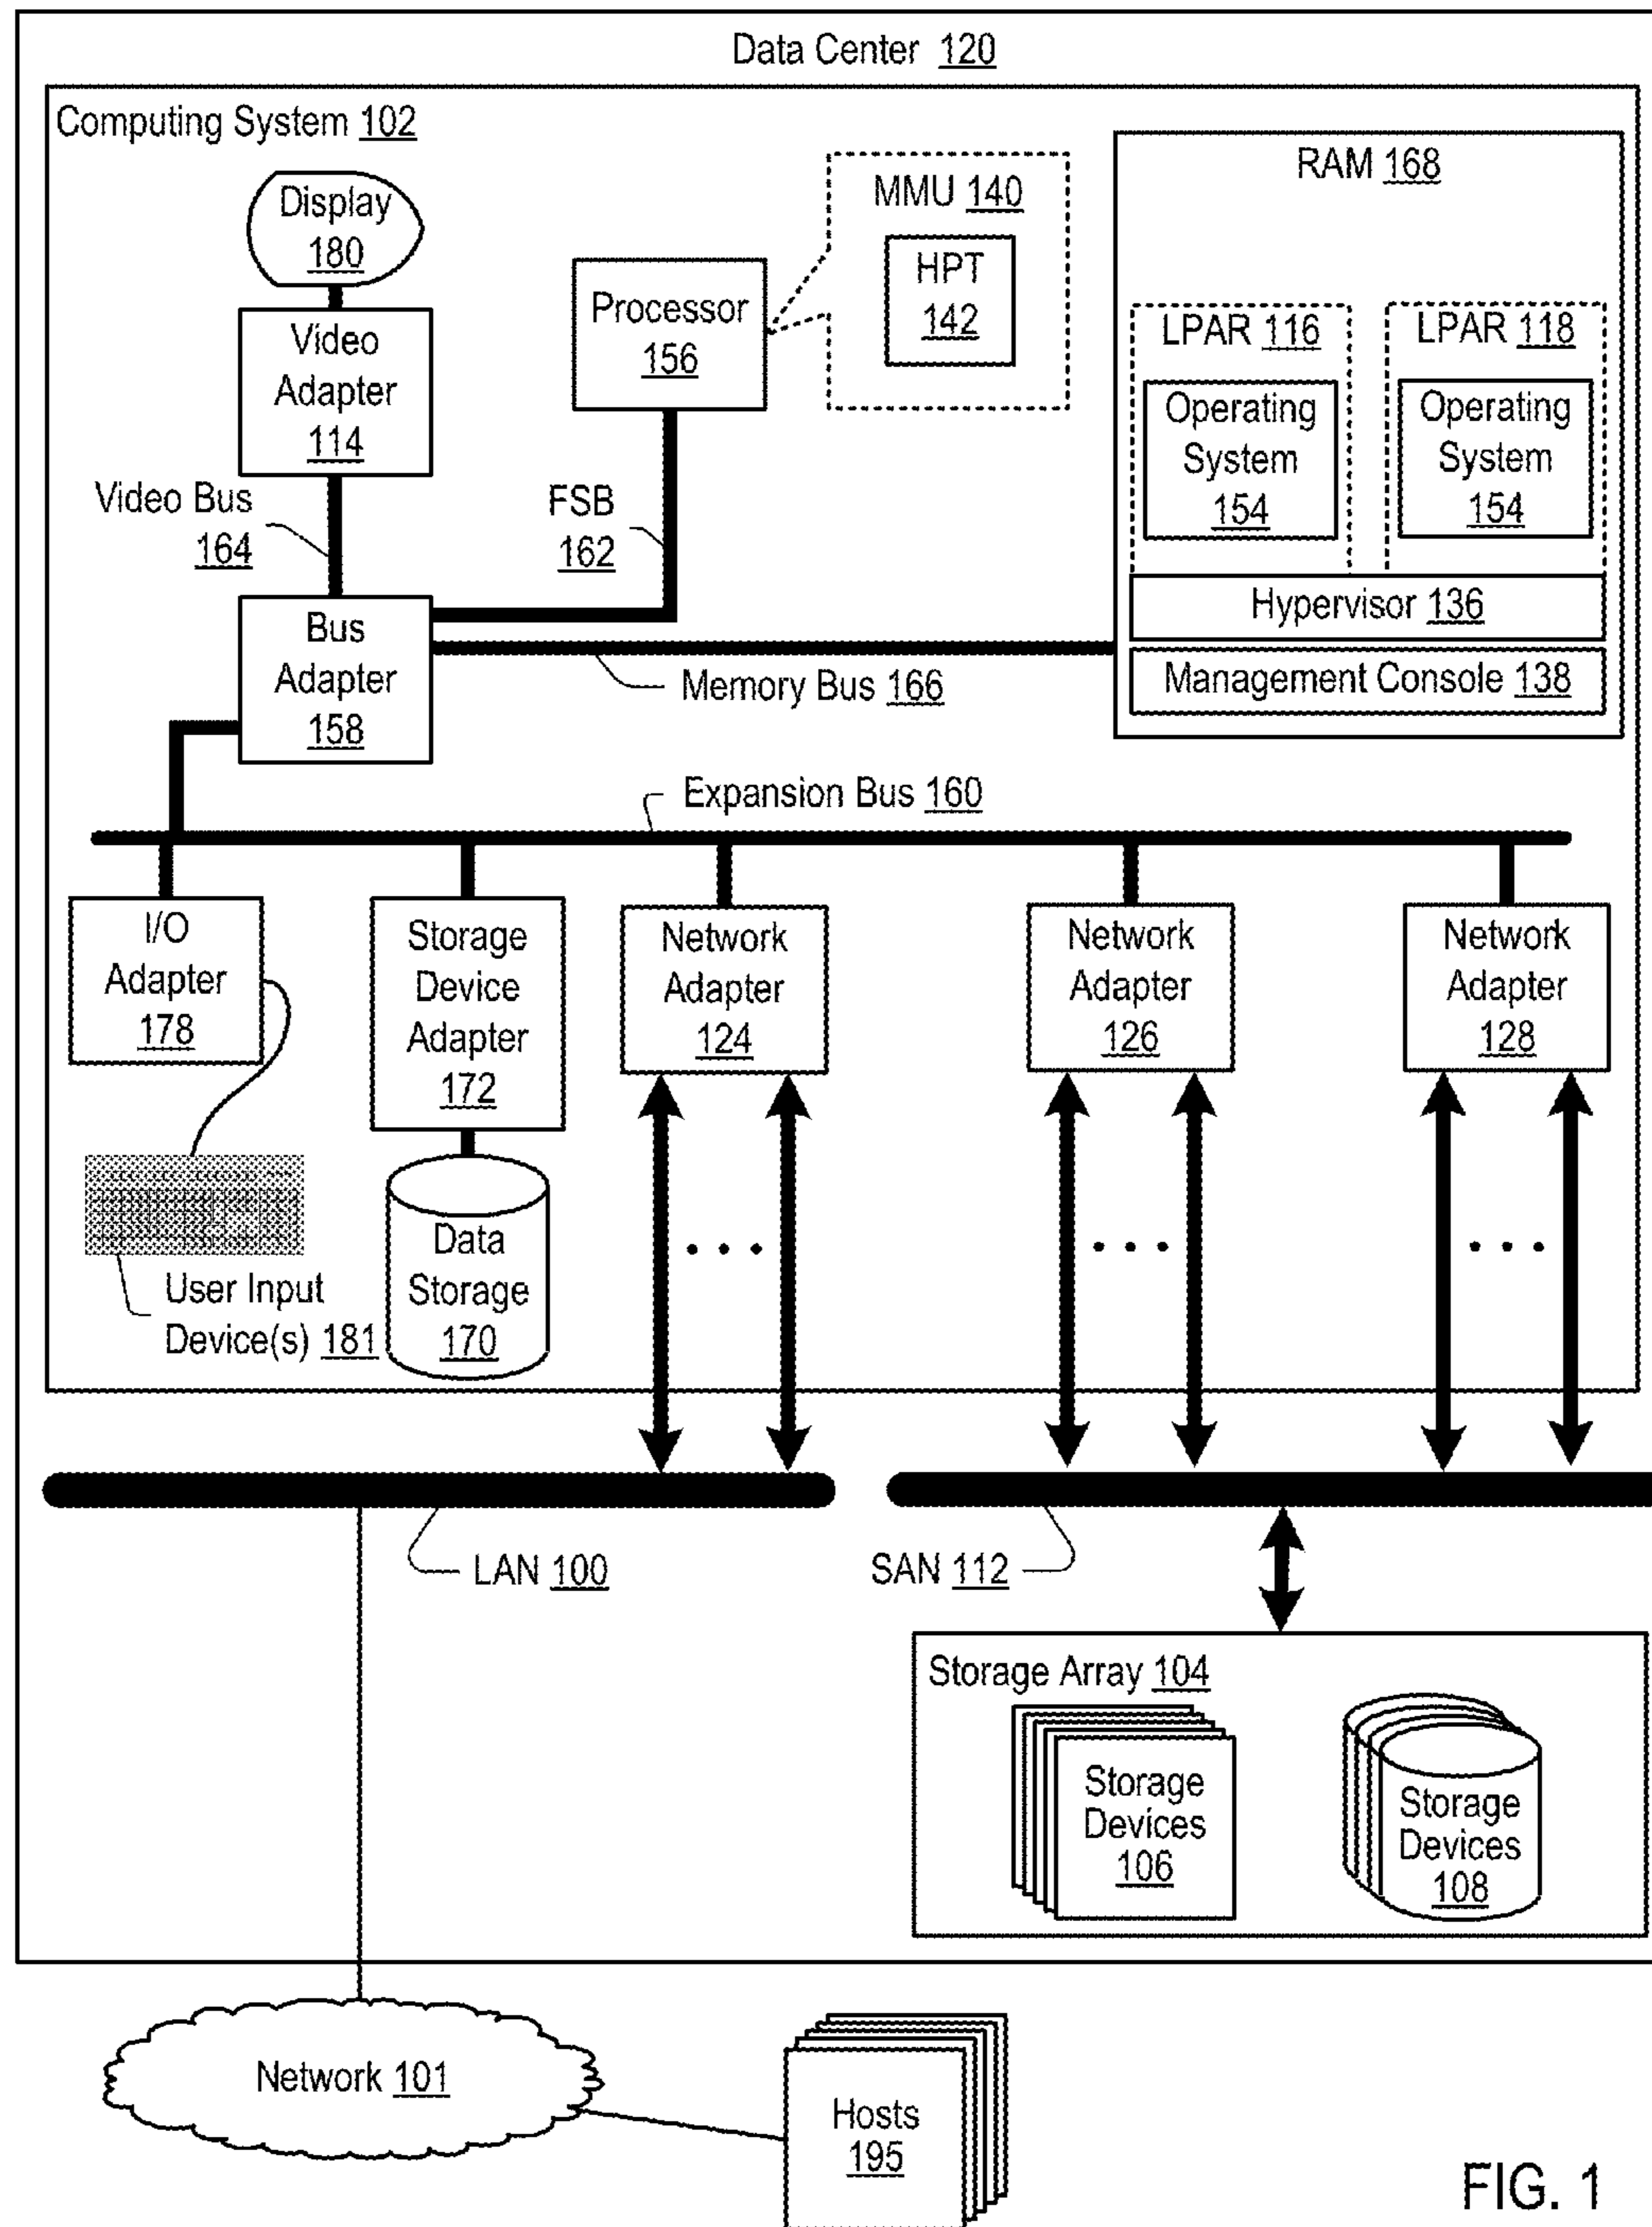 Data Center 120
Computing System 102
Display
180
Video
Adapter
114
Video Bus
164
Processor
156
MMU 140
HPT
142
FSB
162
RAM 168
LPAR 116
Operating
System
154
LPAR 118
Operating
System
154
Hypervisor 136
Management Console 138
Bus
Adapter
158
Memory Bus 166
Expansion Bus 160
I/O
Adapter
178
Storage
Device
Adapter
172
Network
Adapter
124
Network
Adapter
126
Network
Adapter
128
User Input
Device(s) 181
Data
Storage
170
. . .
. . .
. . .
LAN 100
SAN 112
Storage Array 104
Storage
Devices
106
Storage
Devices
108
Network 101
Hosts
195
FIG. 1